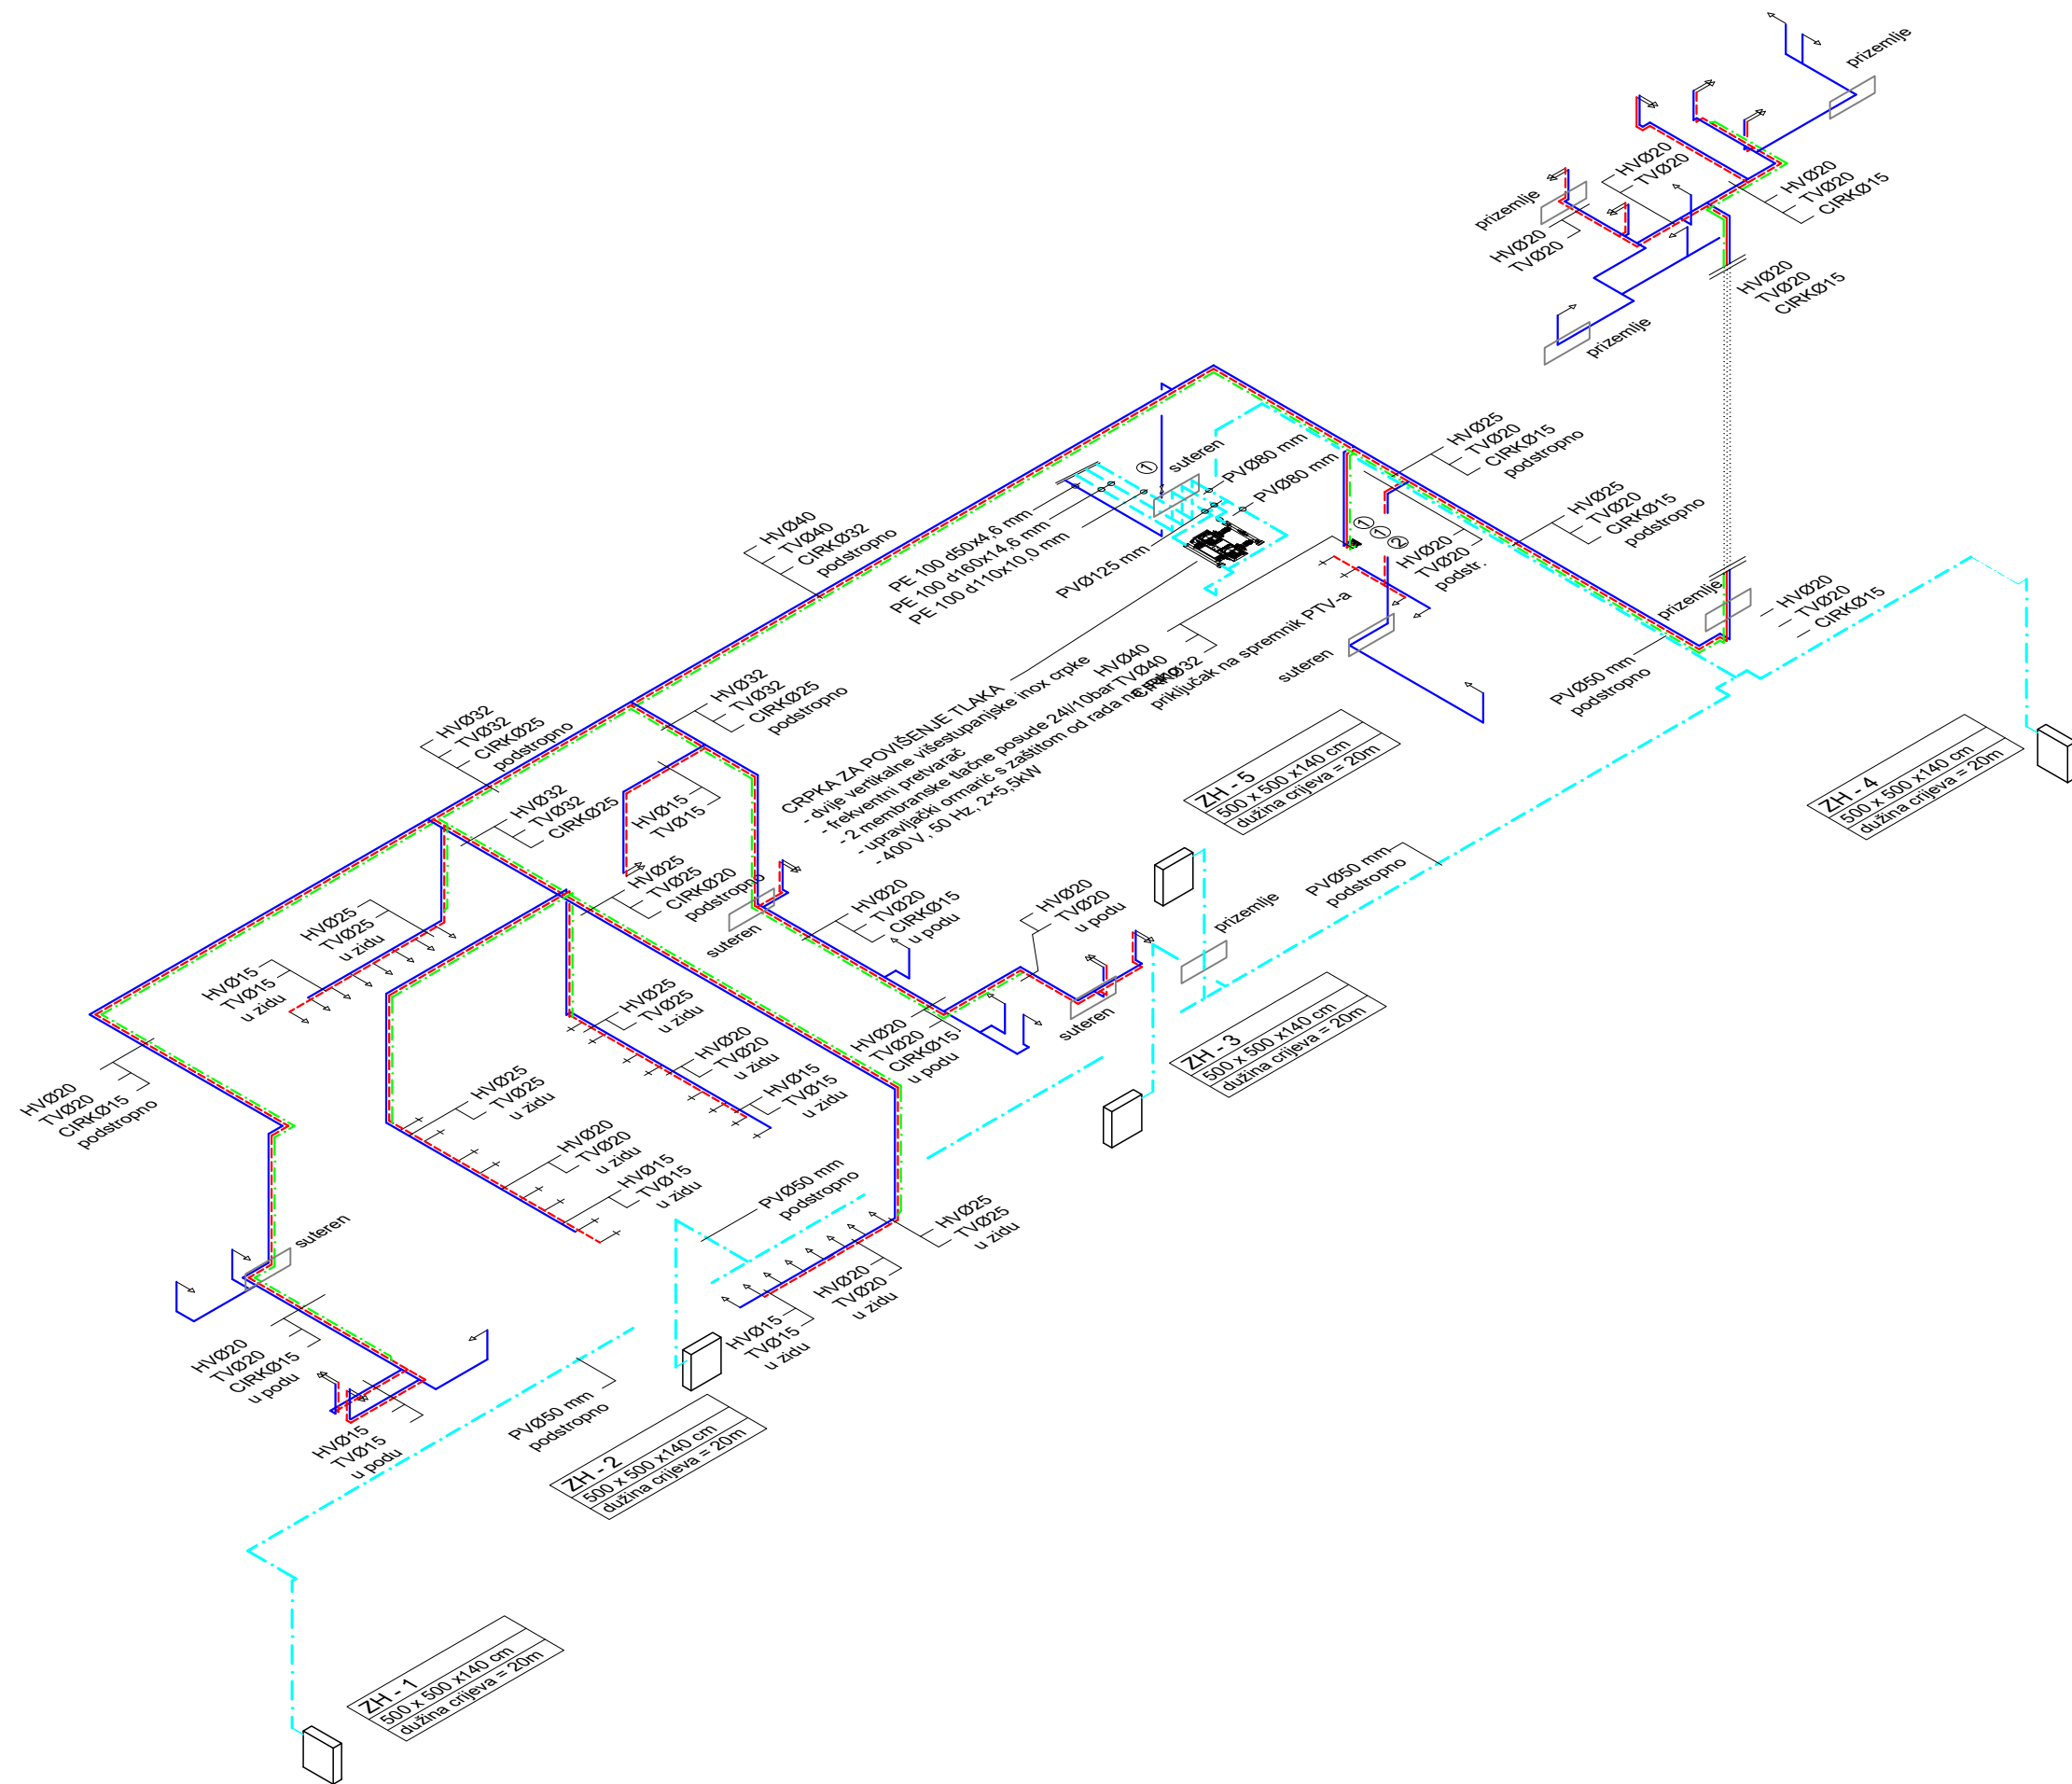 prizemlje
HVØ20
TVØ20
HVØ20
TVØ20
CIRKØ15
prizemlje
HVØ20
TVØ20
HVØ20
TVØ20
CIRKØ15
prizemlje
HVØ25
TVØ20
CIRKØ15
podstropno
HVØ25
TVØ20
CIRKØ15
podstropno
1
suteren
PVØ80 mm
PVØ80 mm
HVØ40
TVØ40
CIRKØ32
podstropno
PE 100 d50x4,6 mm
PE 100 d160x14,6 mm
PE 100 d110x10,0 mm
PVØ125 mm
1
1
2
HVØ20
TVØ20
podstr.
prizemlje
HVØ20
TVØ20
CIRKØ15
HVØ40
TVØ40
CIRKØ32
priključak na spremnik PTV-a
suteren
PVØ50 mm
podstropno
CRPKA ZA POVIŠENJE TLAKA
- dvije vertikalne višestupanjske inox crpke
- frekventni pretvarač
- 2 membranske tlačne posude 24l/10bar
- upravljački ormarić s zaštitom od rada na suho
- 400 V, 50 Hz, 2×5,5kW
HVØ32
TVØ32
CIRKØ25
podstropno
HVØ32
TVØ32
CIRKØ25
podstropno
HVØ32
TVØ32
CIRKØ25
HVØ15
TVØ15
ZH - 5
500 x 500 x140 cm
dužina crijeva = 20m
ZH - 4
500 x 500 x140 cm
dužina crijeva = 20m
HVØ25
TVØ25
CIRKØ20
podstropno
suteren
HVØ20
TVØ20
CIRKØ15
u podu
HVØ20
TVØ20
u podu
PVØ50 mm
podstropno
prizemlje
HVØ25
TVØ25
u zidu
HVØ15
TVØ15
u zidu
HVØ25
TVØ25
u zidu
HVØ20
TVØ20
u zidu
HVØ15
TVØ15
u zidu
HVØ20
TVØ20
CIRKØ15
u podu
suteren
ZH - 3
500 x 500 x140 cm
dužina crijeva = 20m
HVØ20
TVØ20
CIRKØ15
podstropno
HVØ25
TVØ25
u zidu
HVØ20
TVØ20
u zidu
HVØ15
TVØ15
u zidu
PVØ50 mm
podstropno
HVØ25
TVØ25
u zidu
suteren
HVØ20
TVØ20
u zidu
HVØ15
TVØ15
u zidu
HVØ20
TVØ20
CIRKØ15
u podu
HVØ15
TVØ15
u podu
PVØ50 mm
podstropno
ZH - 2
500 x 500 x140 cm
dužina crijeva = 20m
ZH - 1
500 x 500 x140 cm
dužina crijeva = 20m